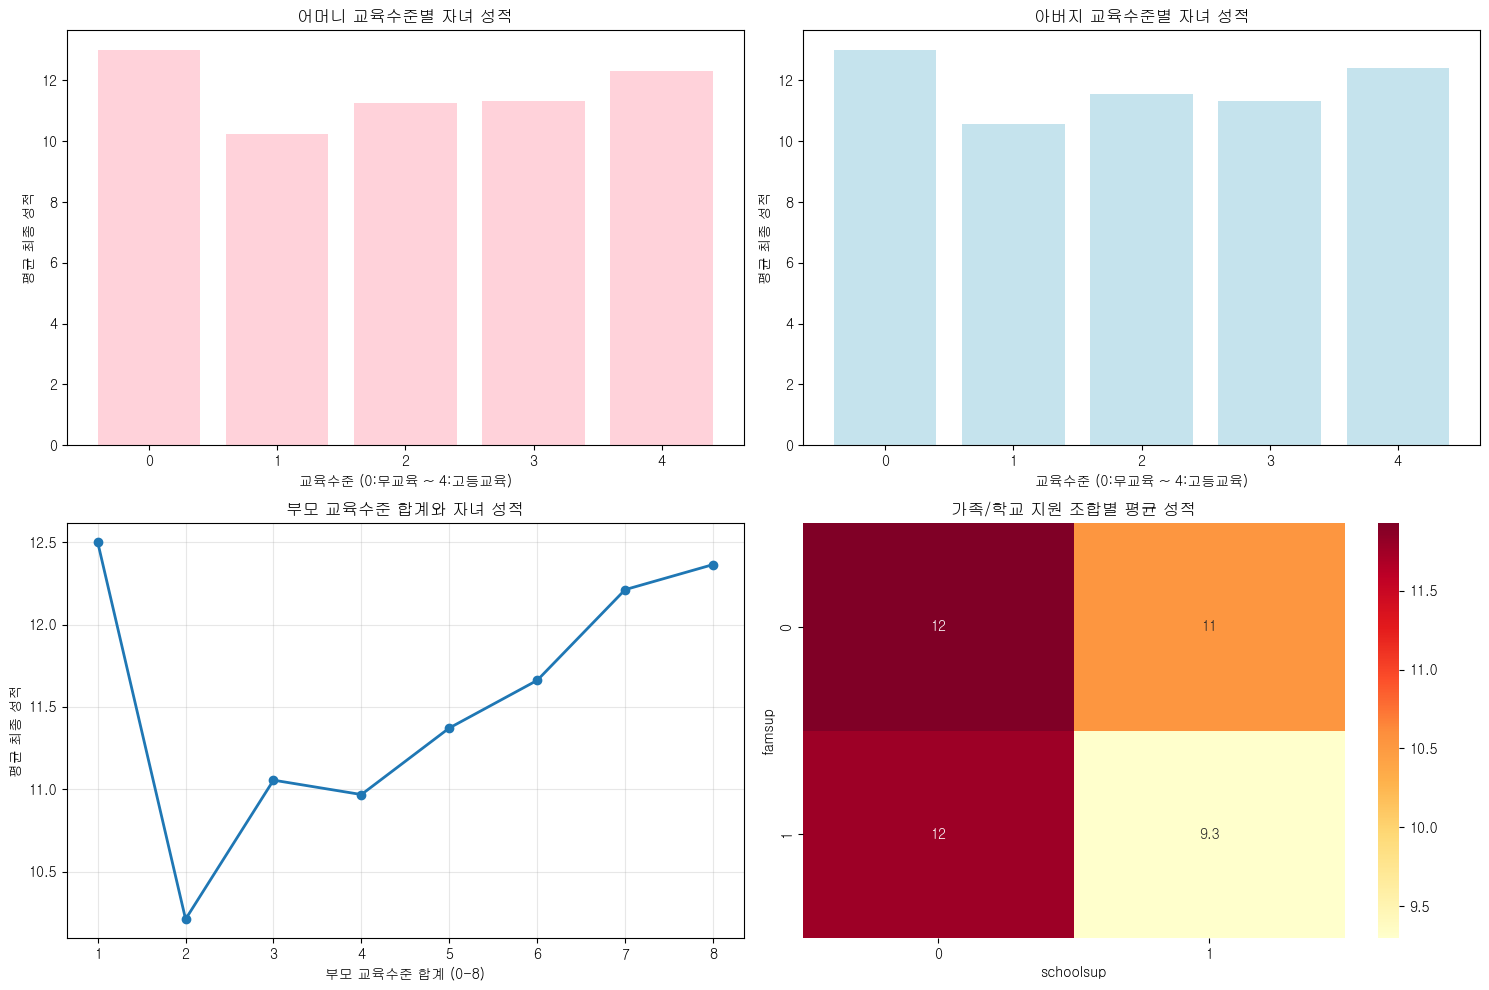 어머니 교육수준별 자녀 성적
평균 최종 성적
12
10
8
6
4
2
0
0 1 2 3 4
교육수준 (0:무교육 ~ 4:고등교육)
아버지 교육수준별 자녀 성적
평균 최종 성적
12
10
8
6
4
2
0
0 1 2 3 4
교육수준 (0:무교육 ~ 4:고등교육)
부모 교육수준 합계와 자녀 성적
평균 최종 성적
12.5
12.0
11.5
11.0
10.5
1 2 3 4 5 6 7 8
부모 교육수준 합계 (0-8)
가족/학교 지원 조합별 평균 성적
famsup
0
12 11
1
12 9.3
0 1
schoolsup
11.5
11.0
10.5
10.0
9.5